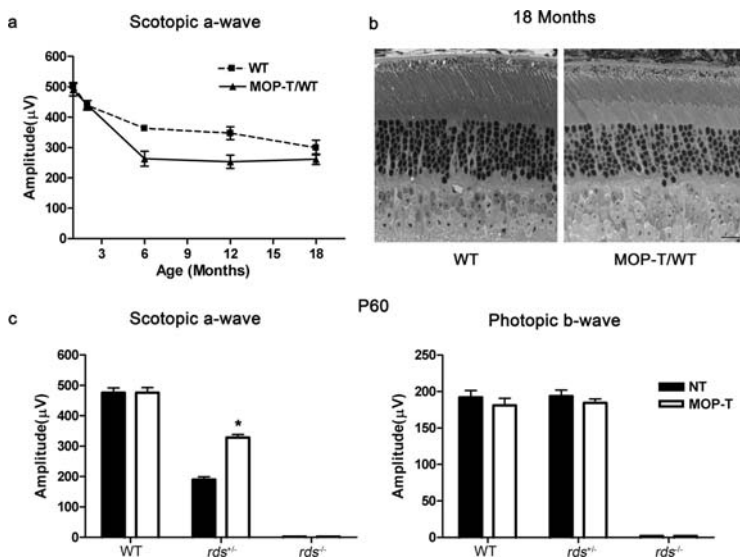 a
Scotopic a-wave
WT
MOP-T/WT
600
500
400
300
200
100
0
Amplitude(μV)
3 6 9 12 15 18
Age (Months)
b
18 Months
WT
MOP-T/WT
P60
c
Scotopic a-wave
600
500
400
300
200
100
0
Amplitude(μV)
*
WT rds+/- rds-/-
Photopic b-wave
250
200
150
100
50
0
Amplitude(μV)
NT
MOP-T
WT rds+/- rds-/-